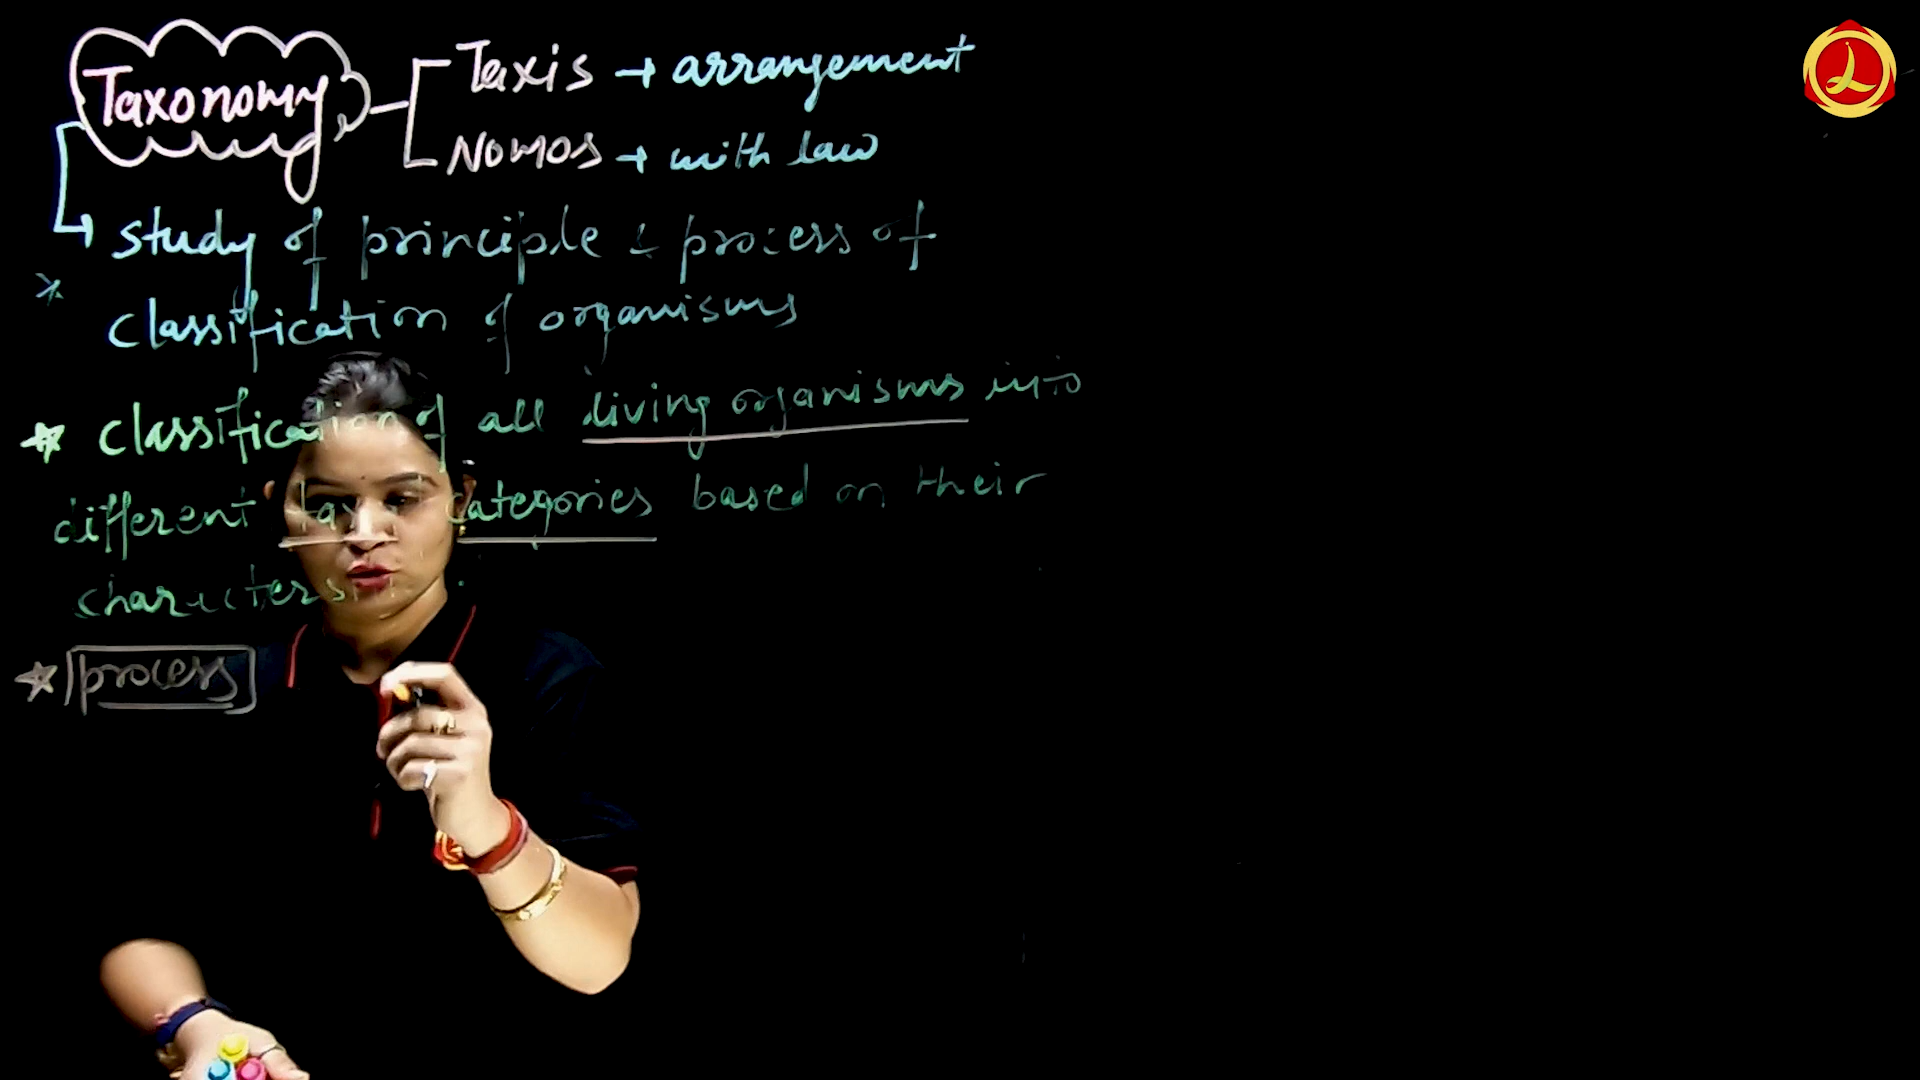 Taxonomy
Taxis → arrangement
Nomos → with law
study of principle & process of
classification of organisms
classification of all living organisms into
different categories based on their
characters
process